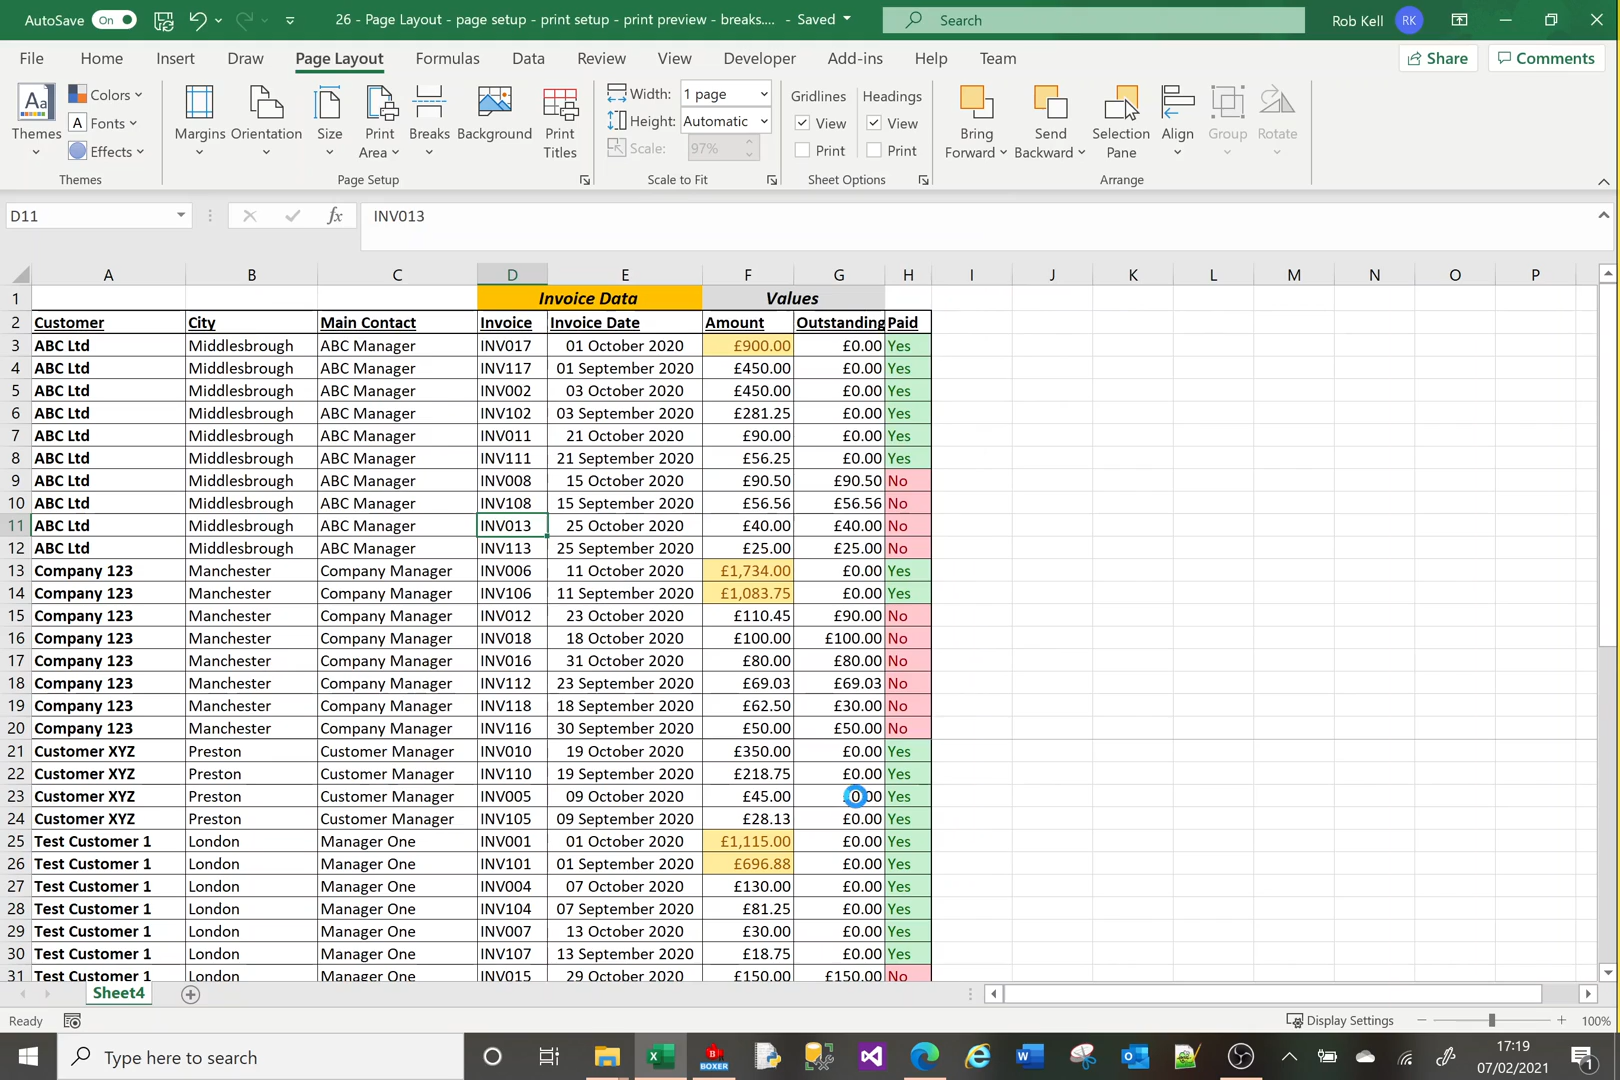 AutoSave On 26 - Page Layout - page setup - print setup - print preview - breaks.... - Saved Search Rob Kell RK
File Home Insert Draw Page Layout Formulas Data Review View Developer Add-ins Help Team Share Comments
Themes Colors Fonts Effects Themes
Margins Orientation Size Print Area Breaks Background Print Titles Page Setup
Width: 1 page
Height: Automatic
Scale: 97%
Scale to Fit
Gridlines View Print Headings View Print Sheet Options
Bring Forward Send Backward Selection Pane Align Group Rotate Arrange
D11 fx INV013
A B C D E F G H I J K L M N O P
1 Invoice Data Values
2 Customer City Main Contact Invoice Invoice Date Amount Outstanding Paid
3 ABC Ltd Middlesbrough ABC Manager INV017 01 October 2020 £900.00 £0.00 Yes
4 ABC Ltd Middlesbrough ABC Manager INV117 01 September 2020 £450.00 £0.00 Yes
5 ABC Ltd Middlesbrough ABC Manager INV002 03 October 2020 £450.00 £0.00 Yes
6 ABC Ltd Middlesbrough ABC Manager INV102 03 September 2020 £281.25 £0.00 Yes
7 ABC Ltd Middlesbrough ABC Manager INV011 21 October 2020 £90.00 £0.00 Yes
8 ABC Ltd Middlesbrough ABC Manager INV111 21 September 2020 £56.25 £0.00 Yes
9 ABC Ltd Middlesbrough ABC Manager INV008 15 October 2020 £90.50 £90.50 No
10 ABC Ltd Middlesbrough ABC Manager INV108 15 September 2020 £56.56 £56.56 No
11 ABC Ltd Middlesbrough ABC Manager INV013 25 October 2020 £40.00 £40.00 No
12 ABC Ltd Middlesbrough ABC Manager INV113 25 September 2020 £25.00 £25.00 No
13 Company 123 Manchester Company Manager INV006 11 October 2020 £1,734.00 £0.00 Yes
14 Company 123 Manchester Company Manager INV106 11 September 2020 £1,083.75 £0.00 Yes
15 Company 123 Manchester Company Manager INV012 23 October 2020 £110.45 £90.00 No
16 Company 123 Manchester Company Manager INV018 18 October 2020 £100.00 £100.00 No
17 Company 123 Manchester Company Manager INV016 31 October 2020 £80.00 £80.00 No
18 Company 123 Manchester Company Manager INV112 23 September 2020 £69.03 £69.03 No
19 Company 123 Manchester Company Manager INV118 18 September 2020 £62.50 £30.00 No
20 Company 123 Manchester Company Manager INV116 30 September 2020 £50.00 £50.00 No
21 Customer XYZ Preston Customer Manager INV010 19 October 2020 £350.00 £0.00 Yes
22 Customer XYZ Preston Customer Manager INV110 19 September 2020 £218.75 £0.00 Yes
23 Customer XYZ Preston Customer Manager INV005 09 October 2020 £45.00 Yes
24 Customer XYZ Preston Customer Manager INV105 09 September 2020 £28.13 £0.00 Yes
25 Test Customer 1 London Manager One INV001 01 October 2020 £1,115.00 £0.00 Yes
26 Test Customer 1 London Manager One INV101 01 September 2020 £696.88 £0.00 Yes
27 Test Customer 1 London Manager One INV004 07 October 2020 £130.00 £0.00 Yes
28 Test Customer 1 London Manager One INV104 07 September 2020 £81.25 £0.00 Yes
29 Test Customer 1 London Manager One INV007 13 October 2020 £30.00 £0.00 Yes
30 Test Customer 1 London Manager One INV107 13 September 2020 £18.75 £0.00 Yes
31 Test Customer 1 London Manager One INV015 29 October 2020 £150.00 £150.00 No
Sheet4
Ready Display Settings 100%
Type here to search BOXER 17:19
07/02/2021 1